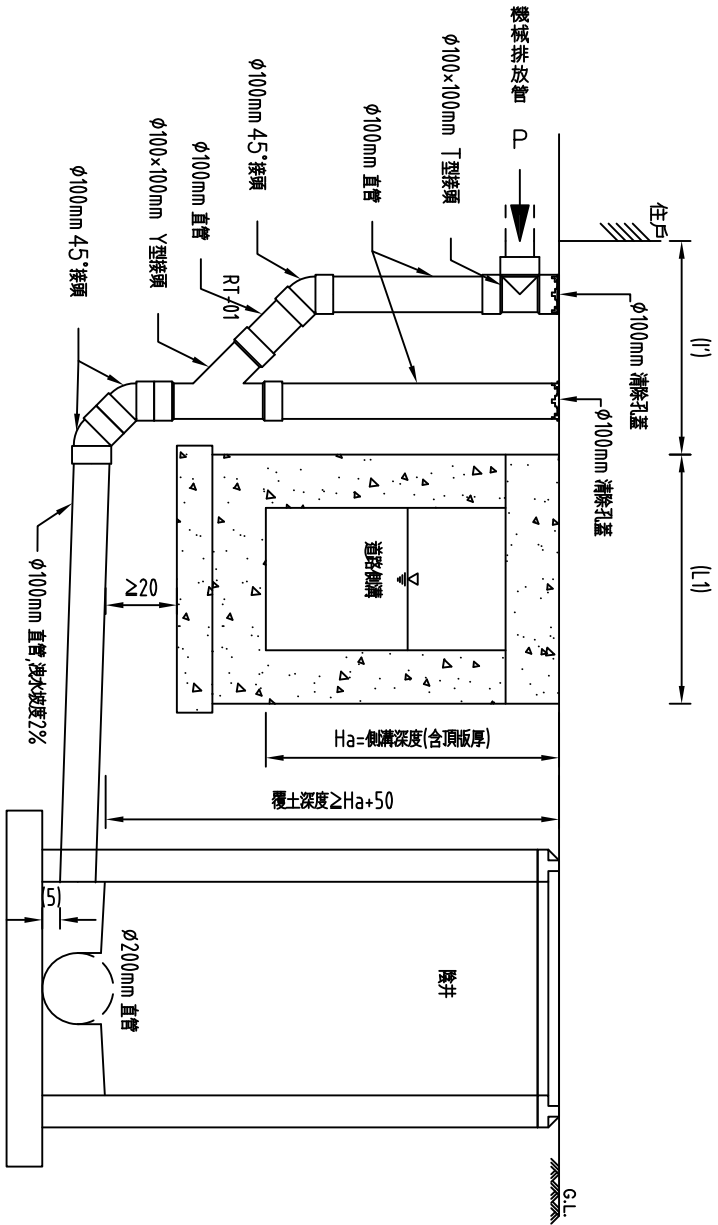 機械排放管
P
住戶
(l')
(L1)
φ100×100mm T型接頭
φ100mm 直管
φ100mm 45°接頭
φ100mm 直管
φ100×100mm Y型接頭
φ100mm 45°接頭
RT-01
φ100mm 清除孔蓋
φ100mm 清除孔蓋
道路側溝
≥20
φ100mm 直管,洩水坡度2%
Ha=側溝深度(含頂版厚)
覆土深度≥Ha+50
(5)
Ø200mm 直管
陰井
G.L.